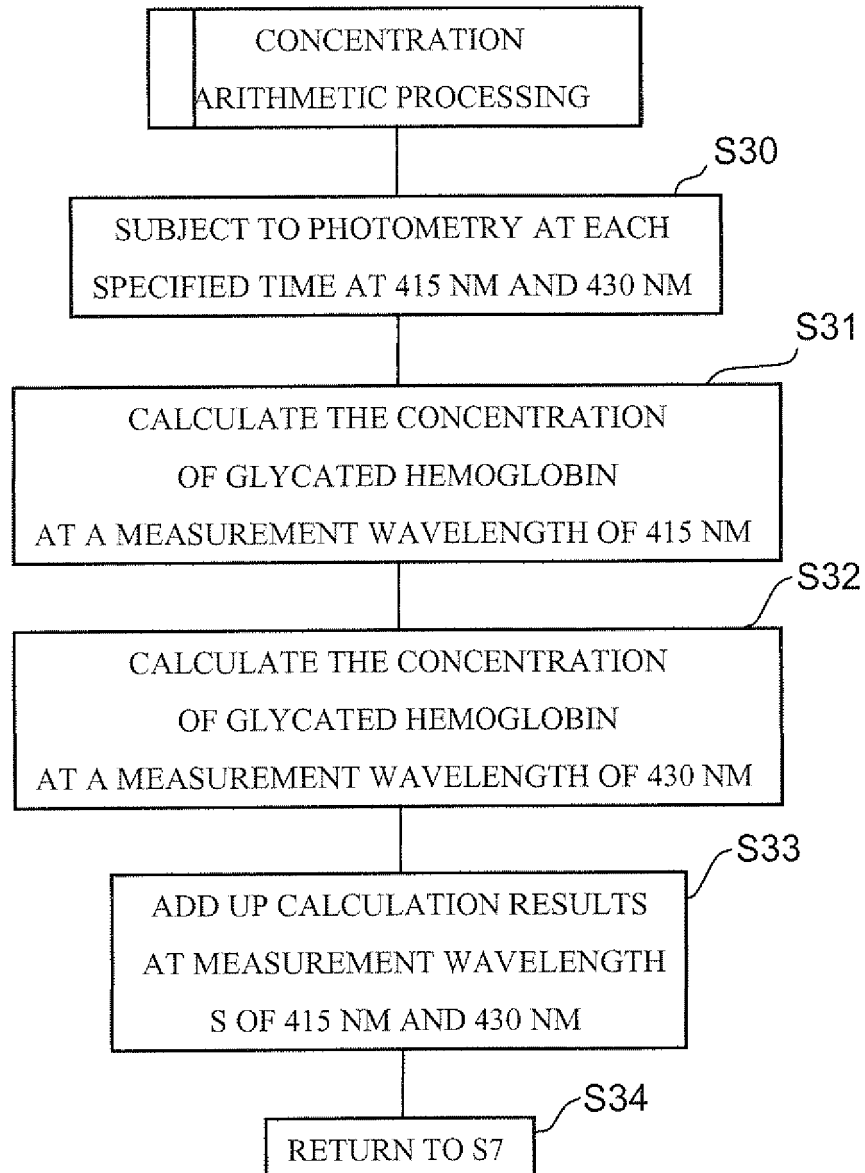 CONCENTRATION
ARITHMETIC PROCESSING
S30
SUBJECT TO PHOTOMETRY AT EACH
SPECIFIED TIME AT 415 NM AND 430 NM
S31
CALCULATE THE CONCENTRATION
OF GLYCATED HEMOGLOBIN
AT A MEASUREMENT WAVELENGTH OF 415 NM
S32
CALCULATE THE CONCENTRATION
OF GLYCATED HEMOGLOBIN
AT A MEASUREMENT WAVELENGTH OF 430 NM
S33
ADD UP CALCULATION RESULTS
AT MEASUREMENT WAVELENGTH
S OF 415 NM AND 430 NM
S34
RETURN TO S7